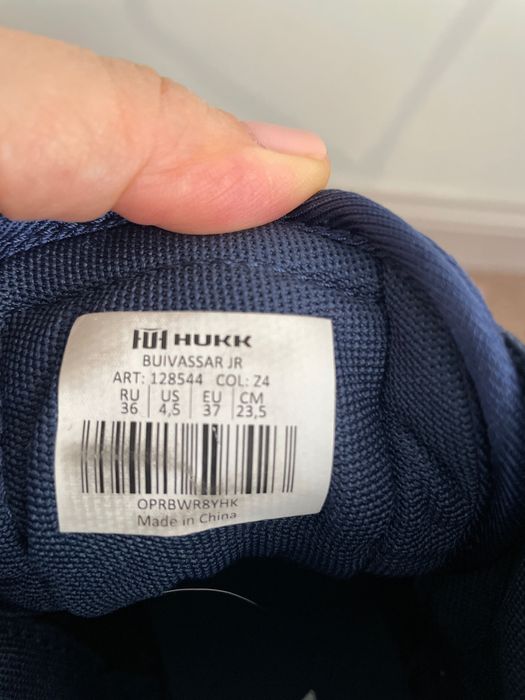 HUKK
BUIVASSAR JR
ART: 128544 COL: Z4
RU US EU CM
36 4,5 37 23,5
OPRBWR8YHK
Made in China